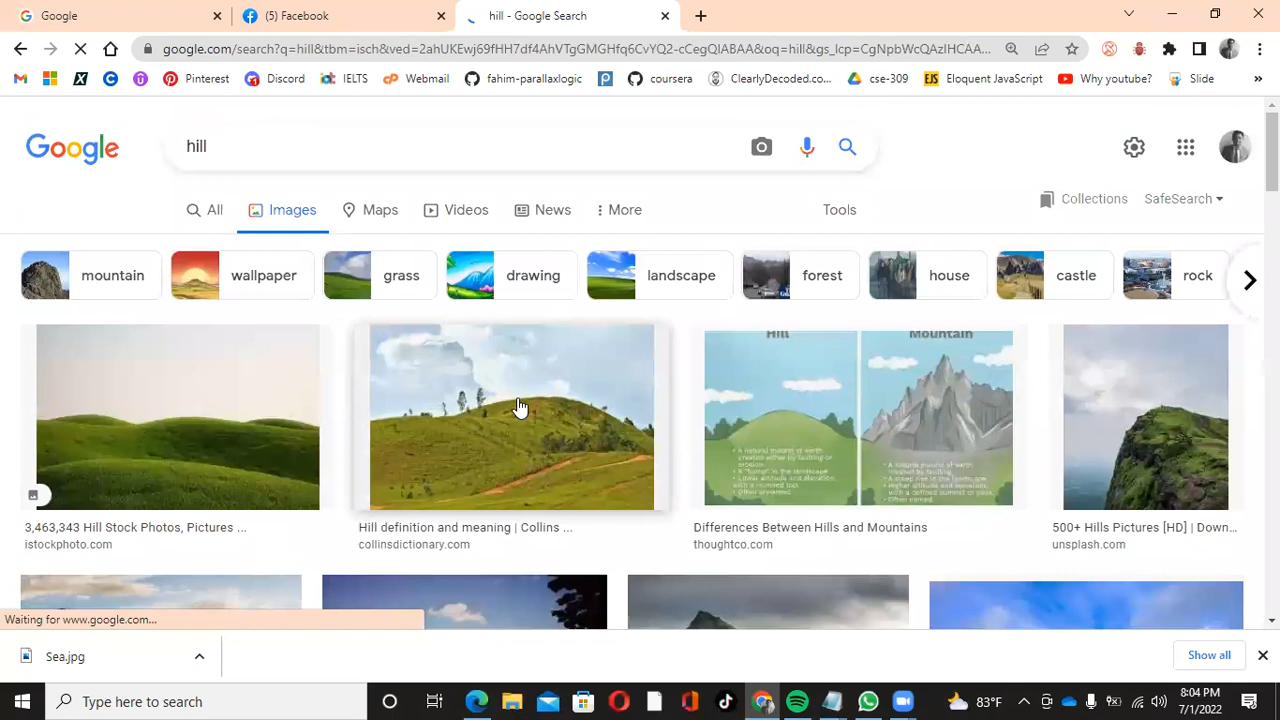 Google
(5) Facebook
hill - Google Search
google.com/search?q=hill&tbm=isch&ved=2ahUKEwj69fHH7df4AhVTgGMGHfq6CvYQ2-cCegQIABAA&oq=hill&gs_lcp=CgNpbWcQAzIHCAA...
Pinterest
Discord
IELTS
Webmail
fahim-parallaxlogic
coursera
ClearlyDecoded.co...
cse-309
EJS
Eloquent JavaScript
Why youtube?
Slide
Google
hill
All
Images
Maps
Videos
News
More
Tools
Collections
SafeSearch
mountain
wallpaper
grass
drawing
landscape
forest
house
castle
rock
Hill
Mountain
3,463,343 Hill Stock Photos, Pictures ...
istockphoto.com
Hill definition and meaning | Collins ...
collinsdictionary.com
Differences Between Hills and Mountains
thoughtco.com
500+ Hills Pictures [HD] | Down...
unsplash.com
Waiting for www.google.com...
Sea.jpg
Show all
Type here to search
83°F
8:04 PM
7/1/2022